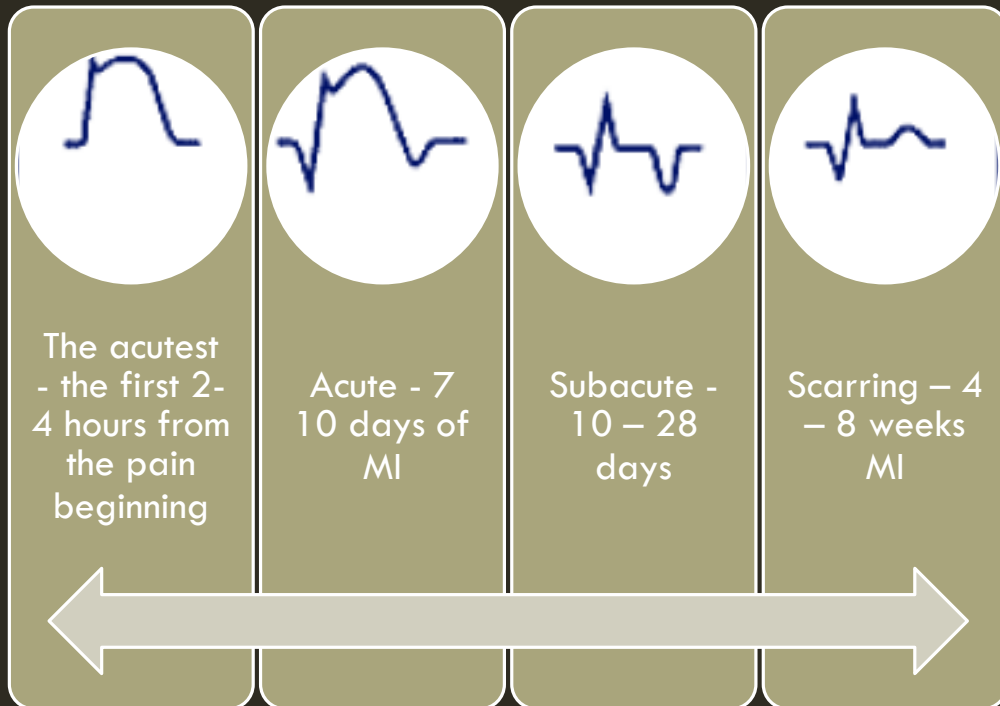 The acutest
- the first 2-
4 hours from
the pain
beginning
Acute - 7
10 days of
MI
Subacute -
10 – 28
days
Scarring – 4
– 8 weeks
MI